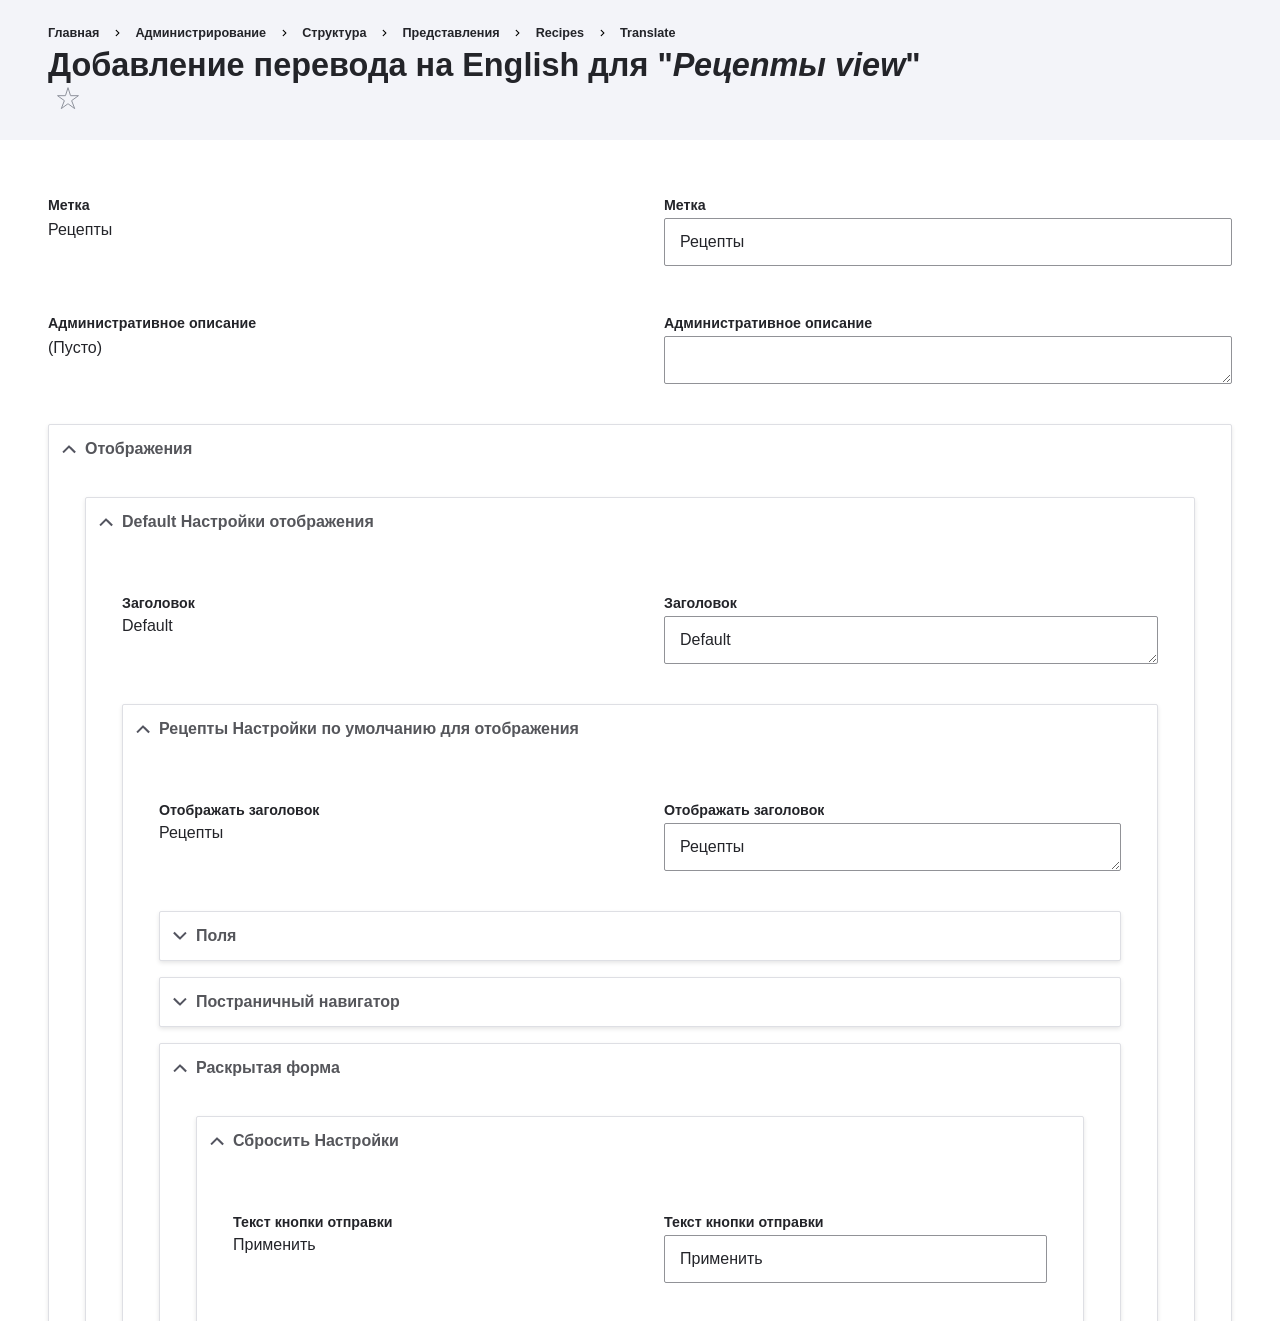 Главная > Администрирование > Структура > Представления > Recipes > Translate
Добавление перевода на English для "Рецепты view"
Метка Метка
Рецепты Рецепты
Административное описание Административное описание
(Пусто)
Отображения
Default Настройки отображения
Заголовок Заголовок
Default Default
Рецепты Настройки по умолчанию для отображения
Отображать заголовок Отображать заголовок
Рецепты Рецепты
Поля
Постраничный навигатор
Раскрытая форма
Сбросить Настройки
Текст кнопки отправки Текст кнопки отправки
Применить Применить